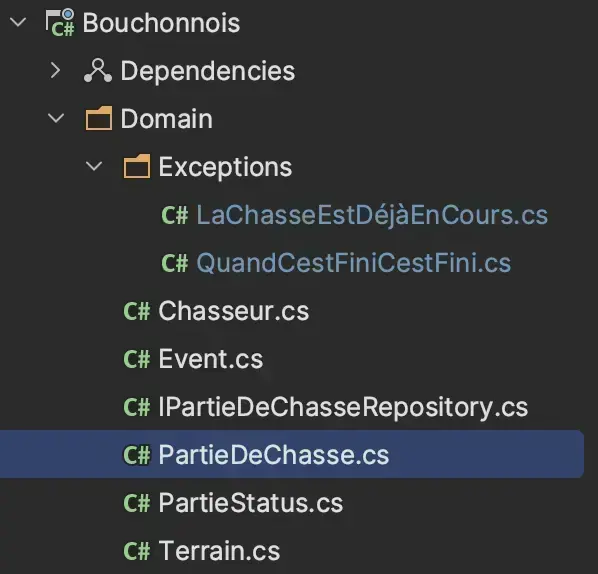 C# Bouchonnois
Dependencies
Domain
Exceptions
C# LaChasseEstDéjàEnCours.cs
C# QuandCestFiniCestFini.cs
C# Chasseur.cs
C# Event.cs
C# IPartieDeChasseRepository.cs
C# PartieDeChasse.cs
C# PartieStatus.cs
C# Terrain.cs